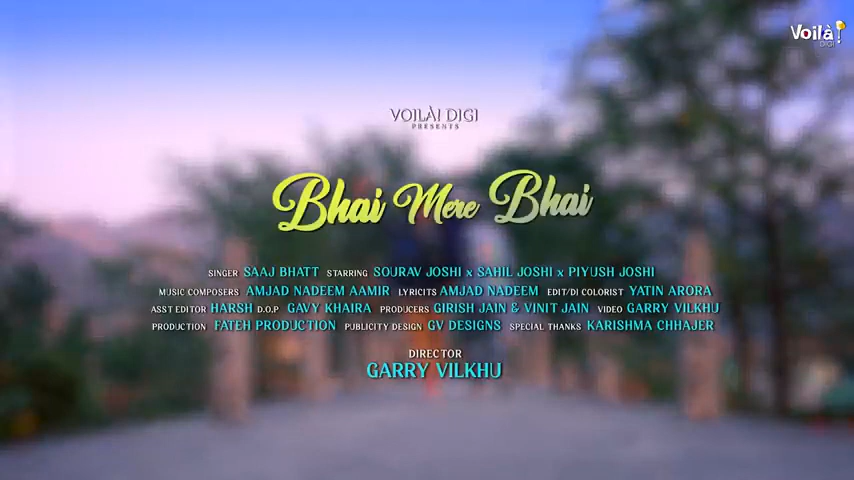 Voilà!
DIGI
VOILÀ! DIGI
PRESENTS
Bhai Mere Bhai
SINGER SAAJ BHATT STARRING SOURAV JOSHI x SAHIL JOSHI x PIYUSH JOSHI
MUSIC COMPOSERS AMJAD NADEEM AAMIR LYRICITS AMJAD NADEEM EDIT/DI COLORIST YATIN ARORA
ASST EDITOR HARSH D.O.P GAVY KHAIRA PRODUCERS GIRISH JAIN & VINIT JAIN VIDEO GARRY VILKHU
PRODUCTION FATEH PRODUCTION PUBLICITY DESIGN GV DESIGNS SPECIAL THANKS KARISHMA CHHAJER
DIRECTOR
GARRY VILKHU